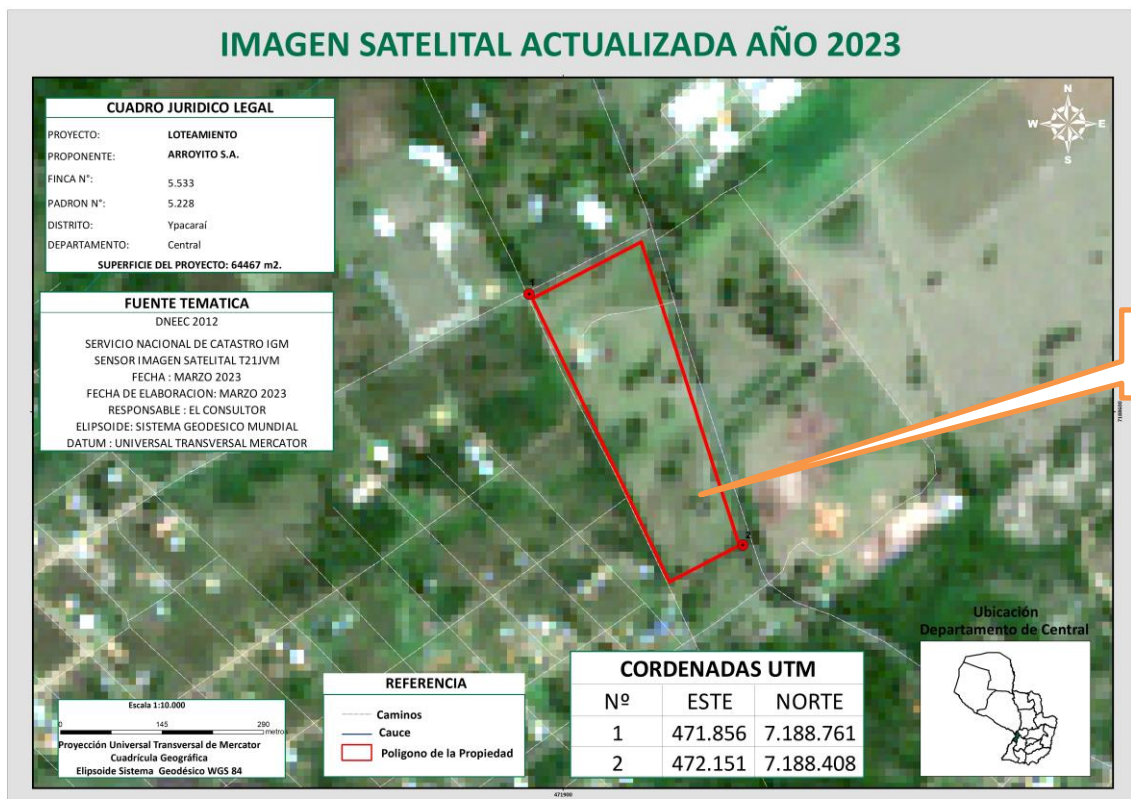 IMAGEN SATELITAL ACTUALIZADA AÑO 2023
CUADRO JURIDICO LEGAL
PROYECTO: LOTEAMIENTO
PROPONENTE: ARROYITO S.A.
FINCA N°: 5.533
PADRON N°: 5.228
DISTRITO: Ypacaraí
DEPARTAMENTO: Central
SUPERFICIE DEL PROYECTO: 64467 m2.
FUENTE TEMATICA
DNEEC 2012
SERVICIO NACIONAL DE CATASTRO IGM
SENSOR IMAGEN SATELITAL T21JVM
FECHA : MARZO 2023
FECHA DE ELABORACION: MARZO 2023
RESPONSABLE : EL CONSULTOR
ELIPSOIDE: SISTEMA GEODESICO MUNDIAL
DATUM : UNIVERSAL TRANSVERSAL MERCATOR
N
W E
S
2
Ubicación
Departamento de Central
Escala 1:10.000
0 145 290
metros
Proyección Universal Transversal de Mercator
Cuadrícula Geográfica
Elipsoide Sistema Geodésico WGS 84
REFERENCIA
Caminos
Cauce
Poligono de la Propiedad
CORDENADAS UTM
Nº ESTE NORTE
1 471.856 7.188.761
2 472.151 7.188.408
471900